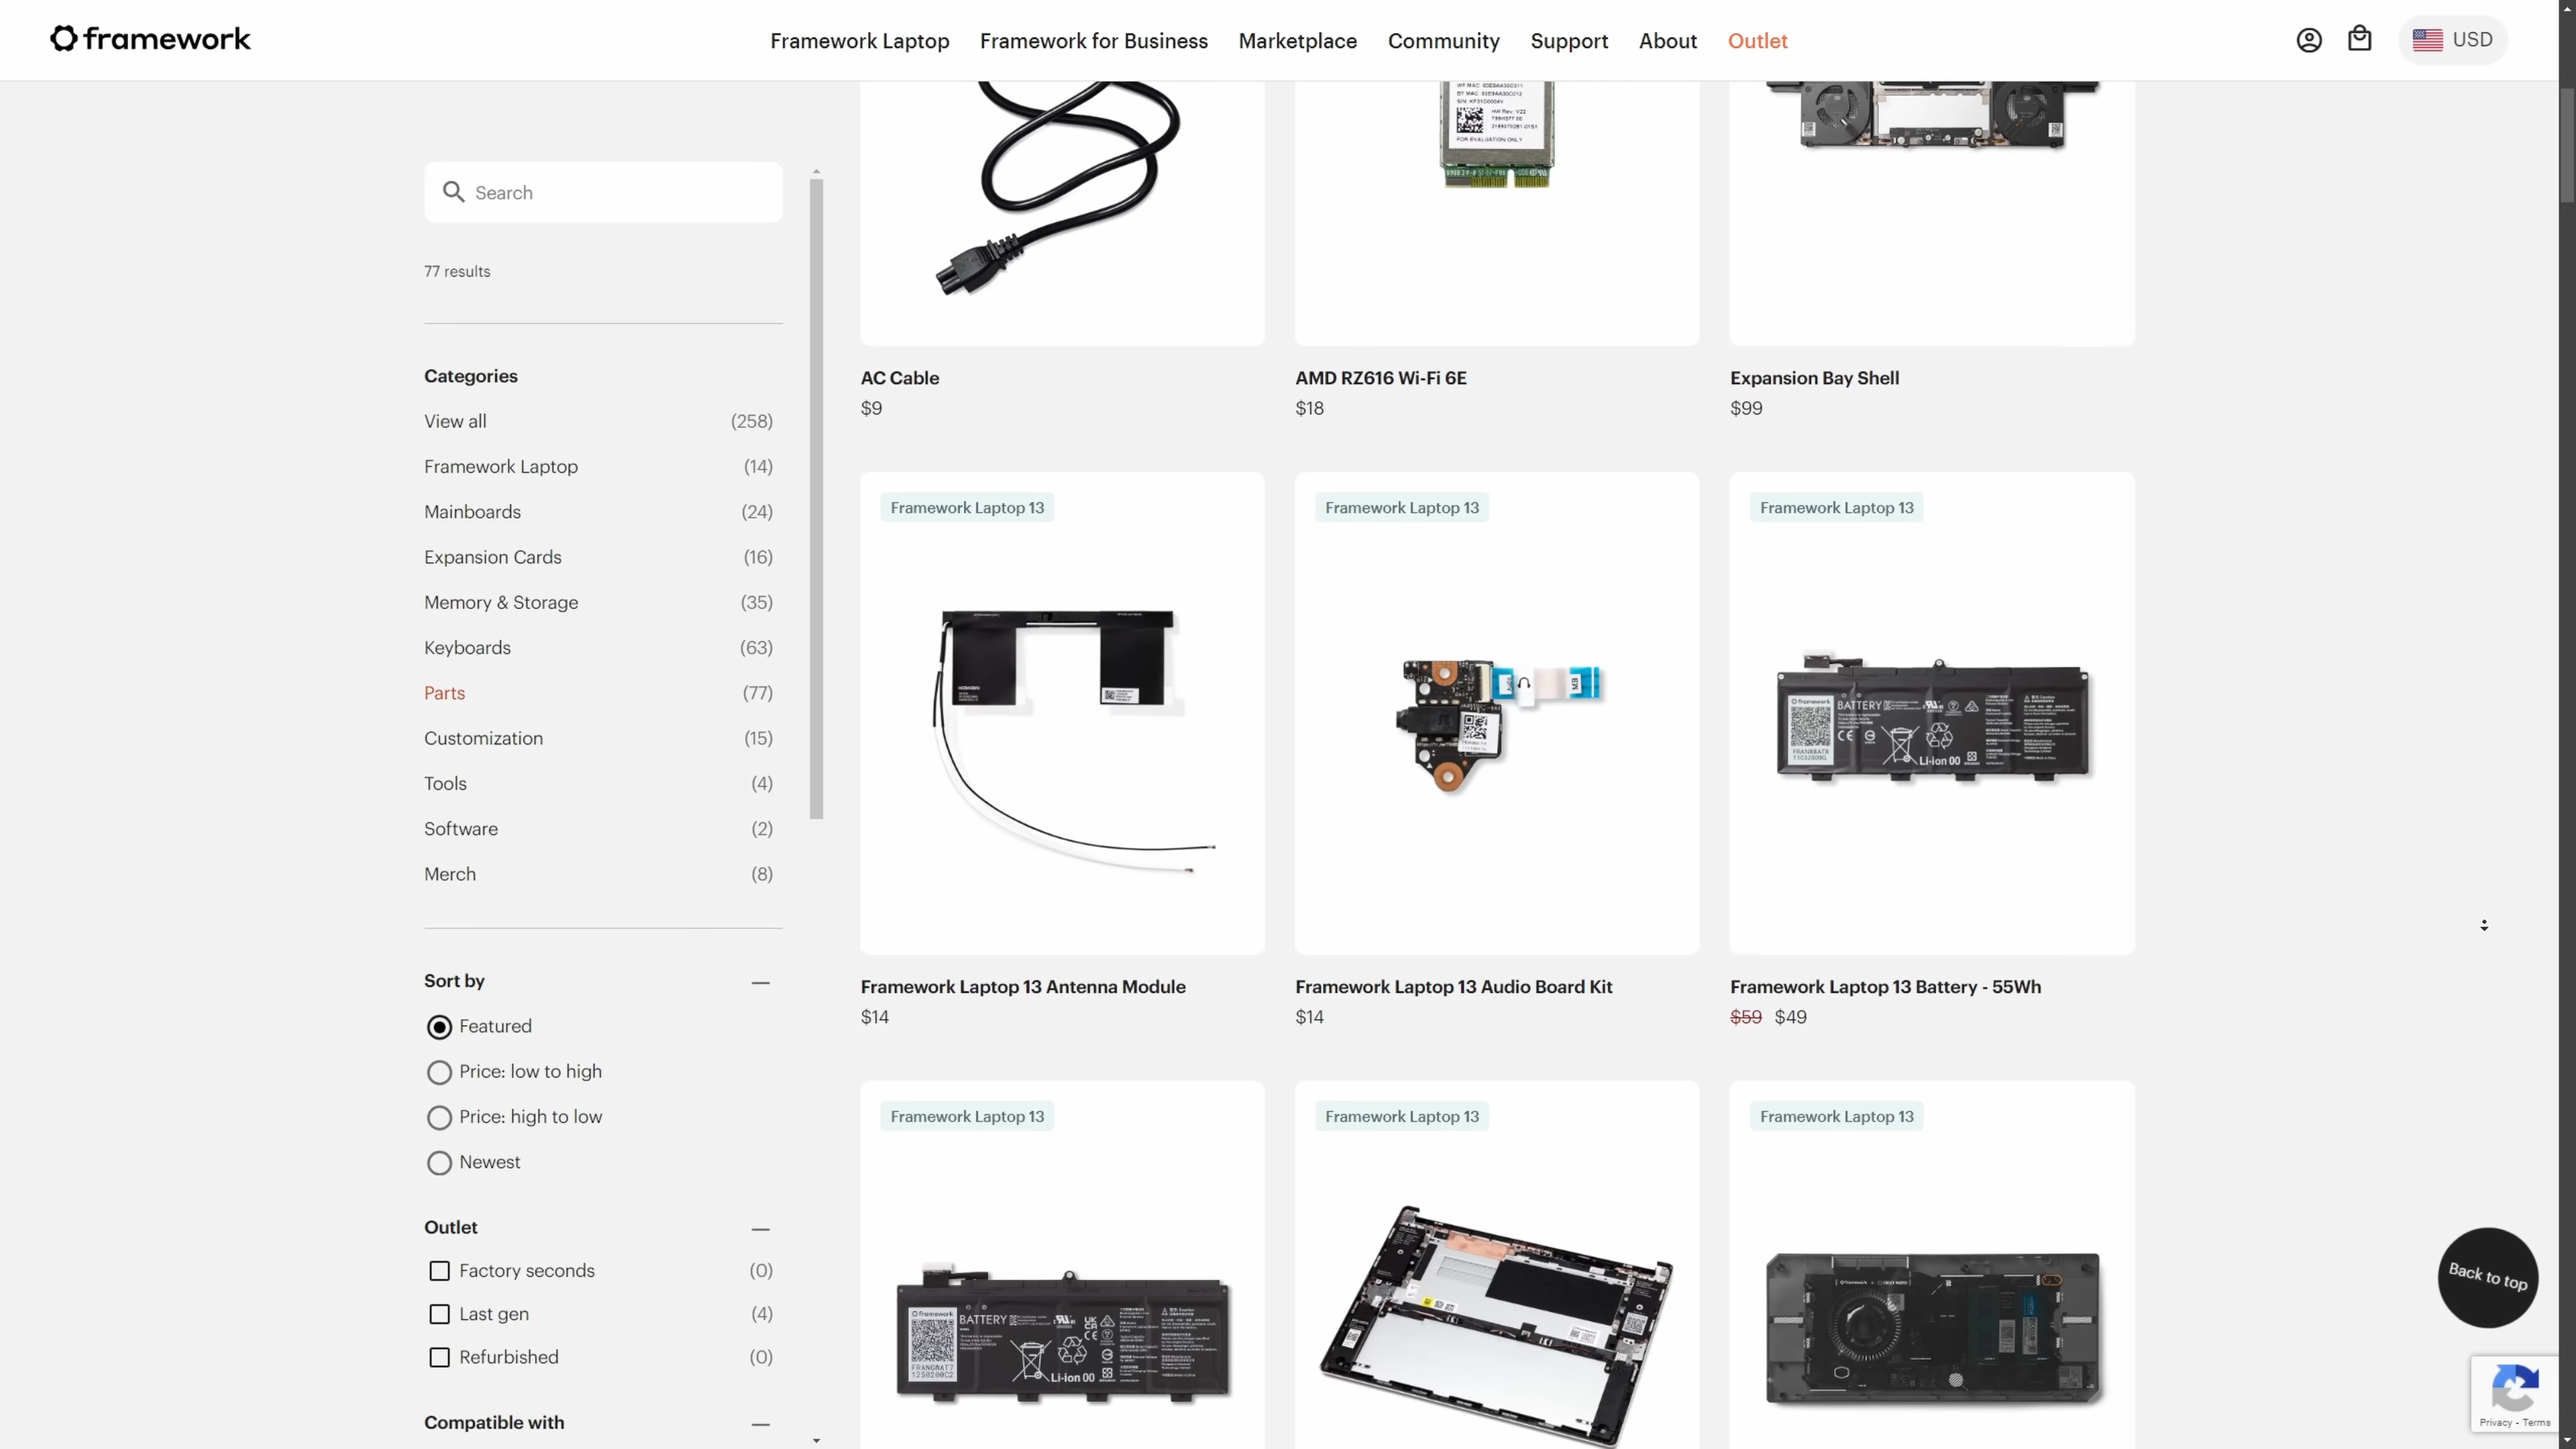 framework
Framework Laptop
Framework for Business
Marketplace
Community
Support
About
Outlet
USD
Search
77 results
Categories
View all (258)
Framework Laptop (14)
Mainboards (24)
Expansion Cards (16)
Memory & Storage (35)
Keyboards (63)
Parts (77)
Customization (15)
Tools (4)
Software (2)
Merch (8)
Sort by
Featured
Price: low to high
Price: high to low
Newest
Outlet
Factory seconds (0)
Last gen (4)
Refurbished (0)
Compatible with
FOR EVALUATION ONLY
AC Cable
$9
AMD RZ616 Wi-Fi 6E
$18
Expansion Bay Shell
$99
Framework Laptop 13
Framework Laptop 13 Antenna Module
$14
Framework Laptop 13
MB
Framework Laptop 13 Audio Board Kit
$14
Framework Laptop 13
framework
BATTERY
Li-ion 00
Framework Laptop 13 Battery - 55Wh
$59 $49
Framework Laptop 13
framework
BATTERY
Li-ion 00
Framework Laptop 13
Framework Laptop 13
Back to top
Privacy - Terms